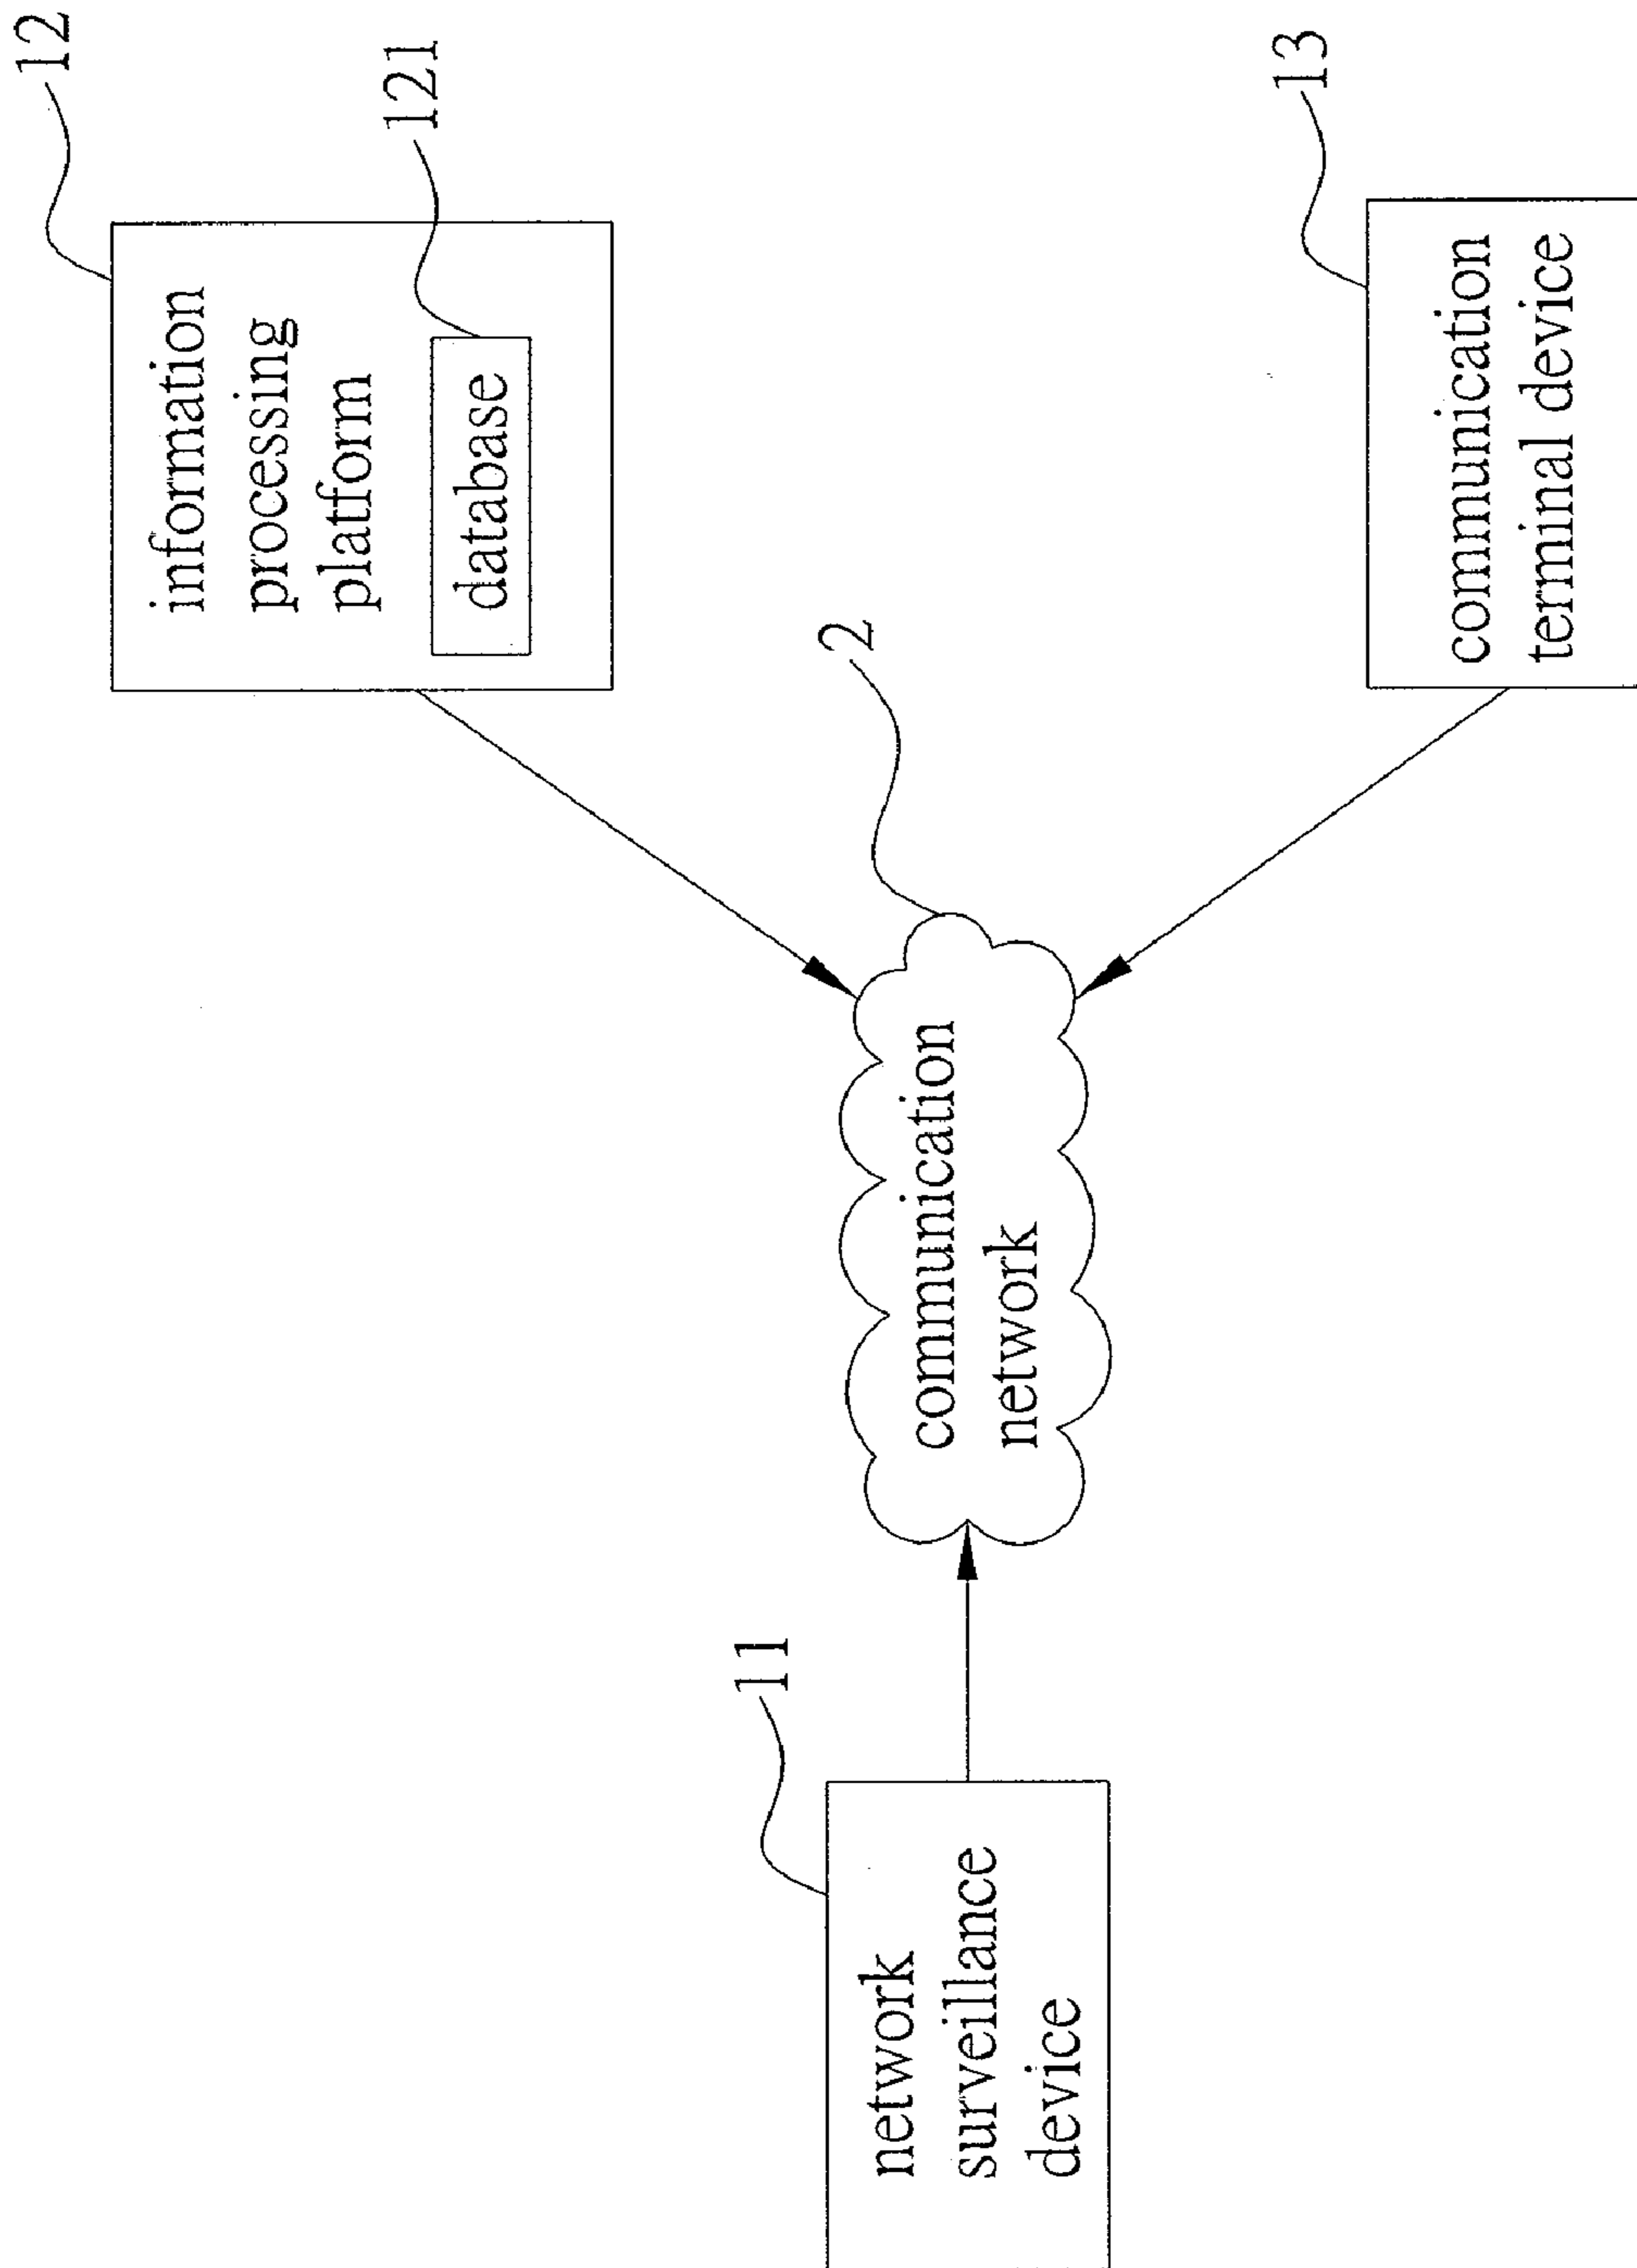 12
information
processing
platform
121
database
2
communication
network
11
network
surveillance
device
13
communication
terminal device